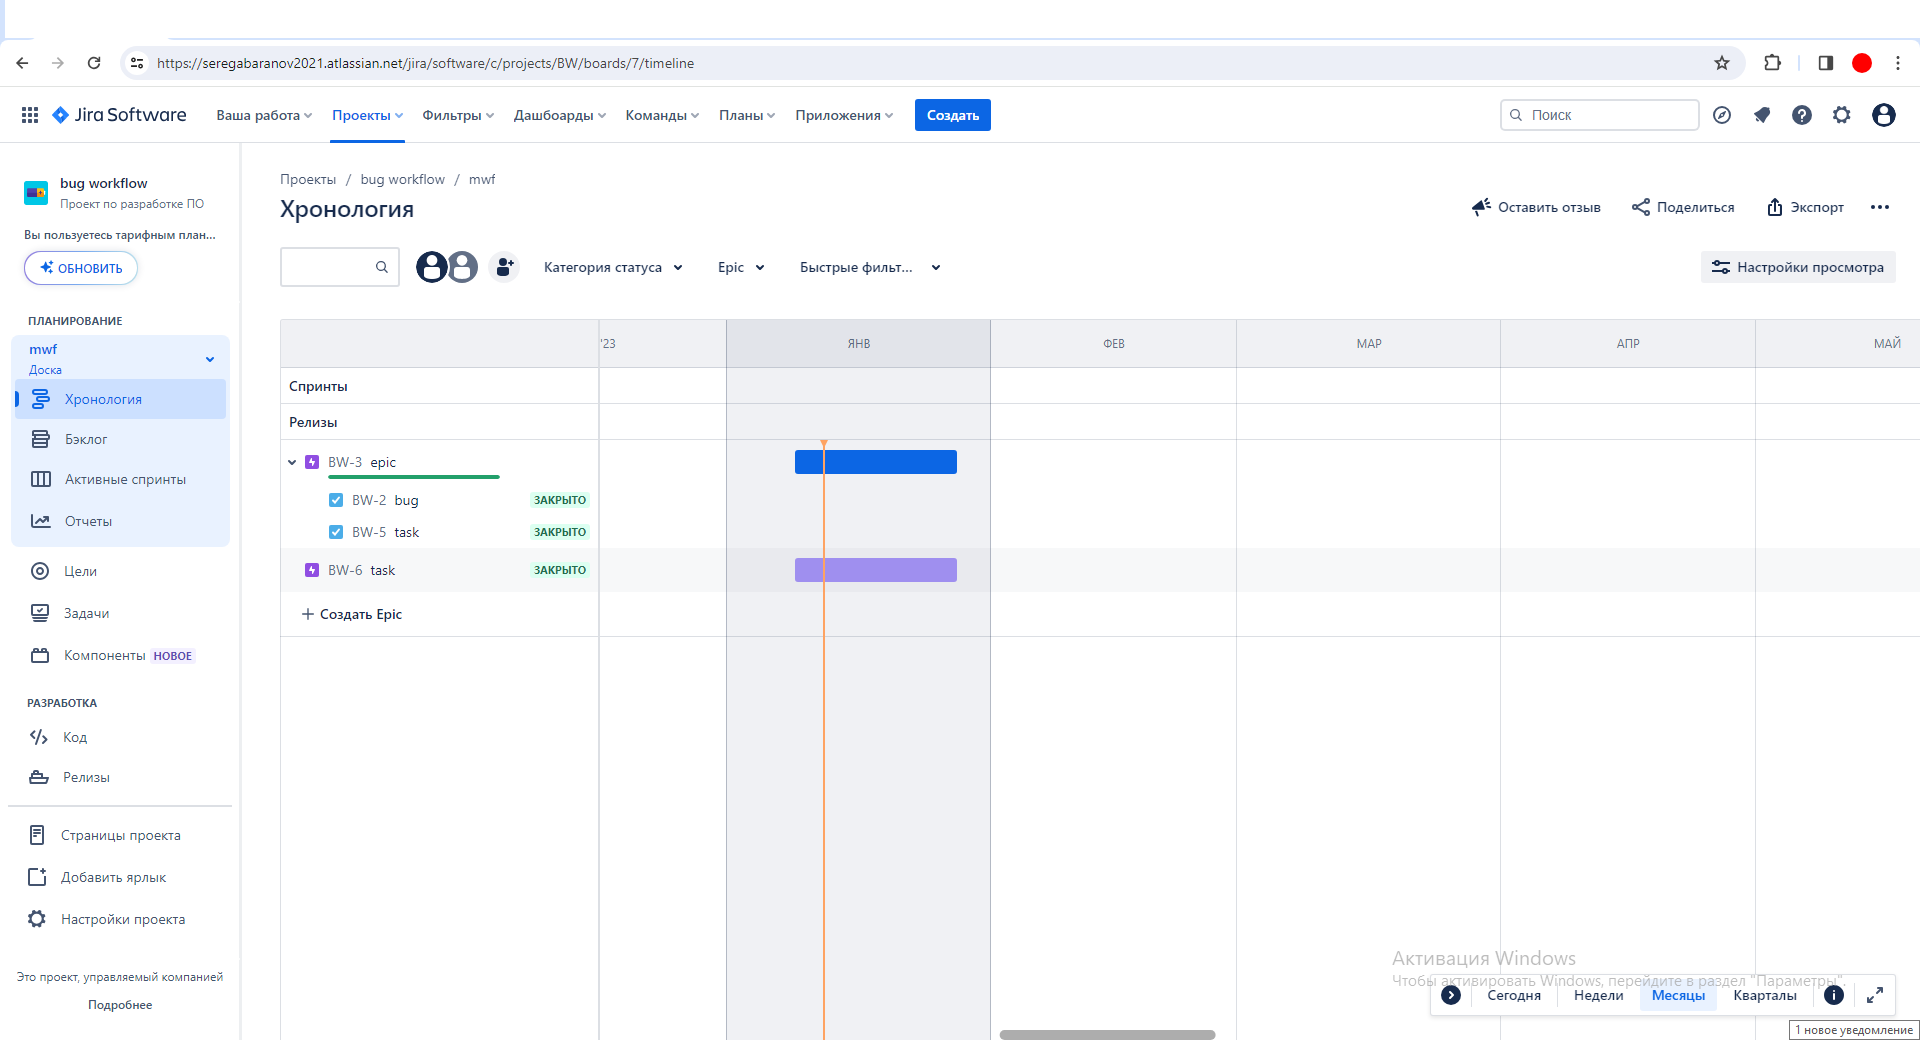 https://seregabaranov2021.atlassian.net/jira/software/c/projects/BW/boards/7/timeline
Jira Software
Ваша работа
Проекты
Фильтры
Дашбоарды
Команды
Планы
Приложения
Создать
Поиск
bug workflow
Проект по разработке ПО
Вы пользуетесь тарифным план...
ОБНОВИТЬ
ПЛАНИРОВАНИЕ
mwf
Доска
Хронология
Бэклог
Активные спринты
Отчеты
Цели
Задачи
Компоненты НОВОЕ
РАЗРАБОТКА
Код
Релизы
Страницы проекта
Добавить ярлык
Настройки проекта
Это проект, управляемый компанией
Подробнее
Проекты / bug workflow / mwf
Хронология
Оставить отзыв
Поделиться
Экспорт
Категория статуса
Epic
Быстрые фильт...
Настройки просмотра
'23
ЯНВ
ФЕВ
МАР
АПР
МАЙ
Спринты
Релизы
BW-3 epic
BW-2 bug ЗАКРЫТО
BW-5 task ЗАКРЫТО
BW-6 task ЗАКРЫТО
+ Создать Epic
Активация Windows
Чтобы активировать Windows, перейдите в раздел "Параметры".
Сегодня
Недели
Месяцы
Кварталы
1 новое уведомление